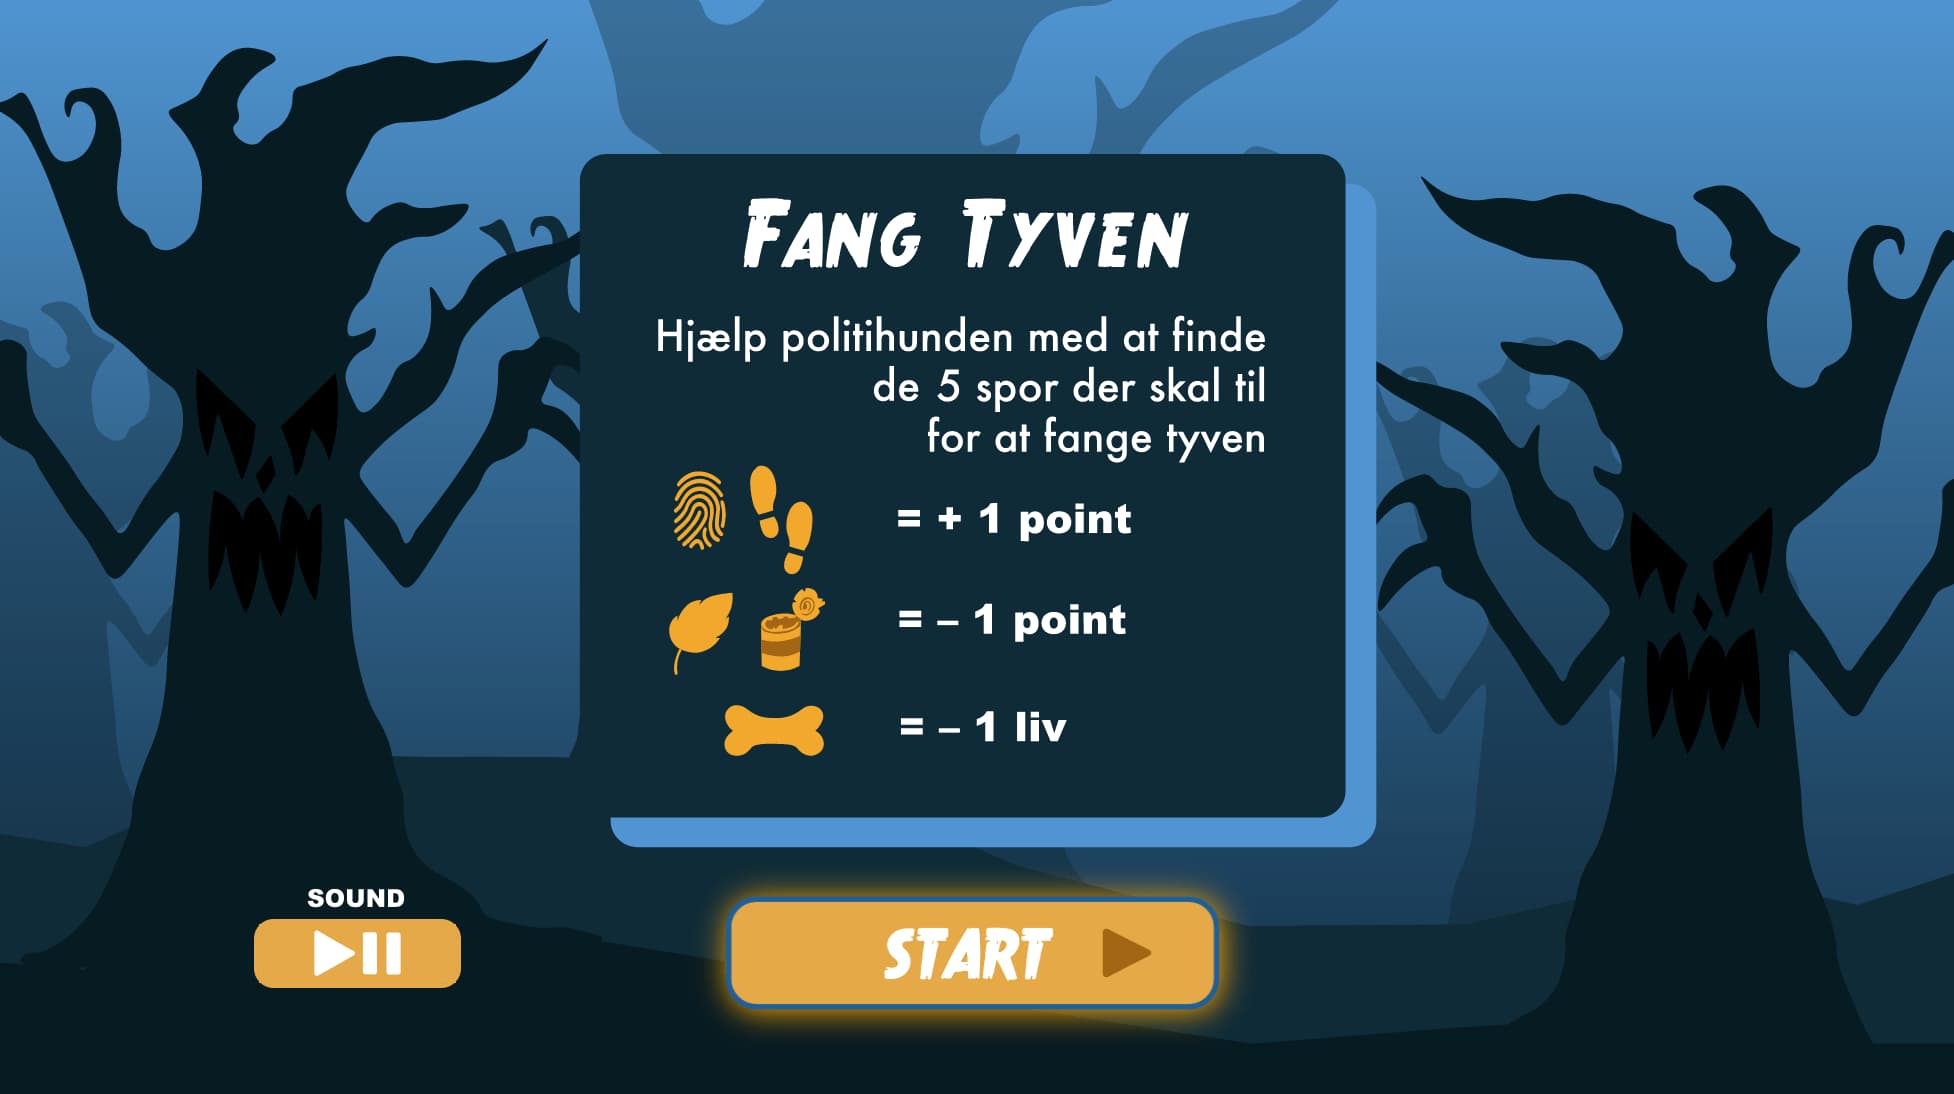 Fang Tyven
Hjælp politihunden med at finde
de 5 spor der skal til
for at fange tyven
= + 1 point
= – 1 point
= – 1 liv
SOUND
START